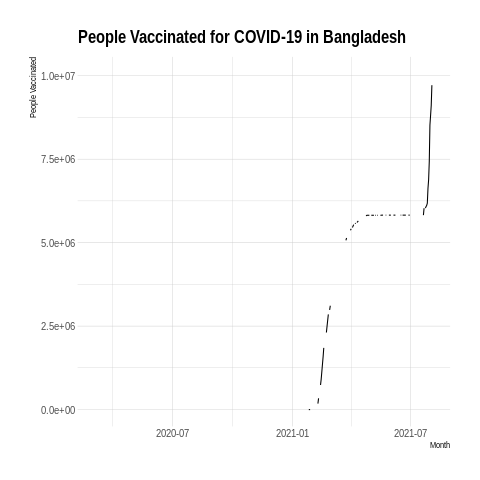 People Vaccinated for COVID-19 in Bangladesh
People Vaccinated
1.0e+07
7.5e+06
5.0e+06
2.5e+06
0.0e+00
2020-07
2021-01
2021-07
Month